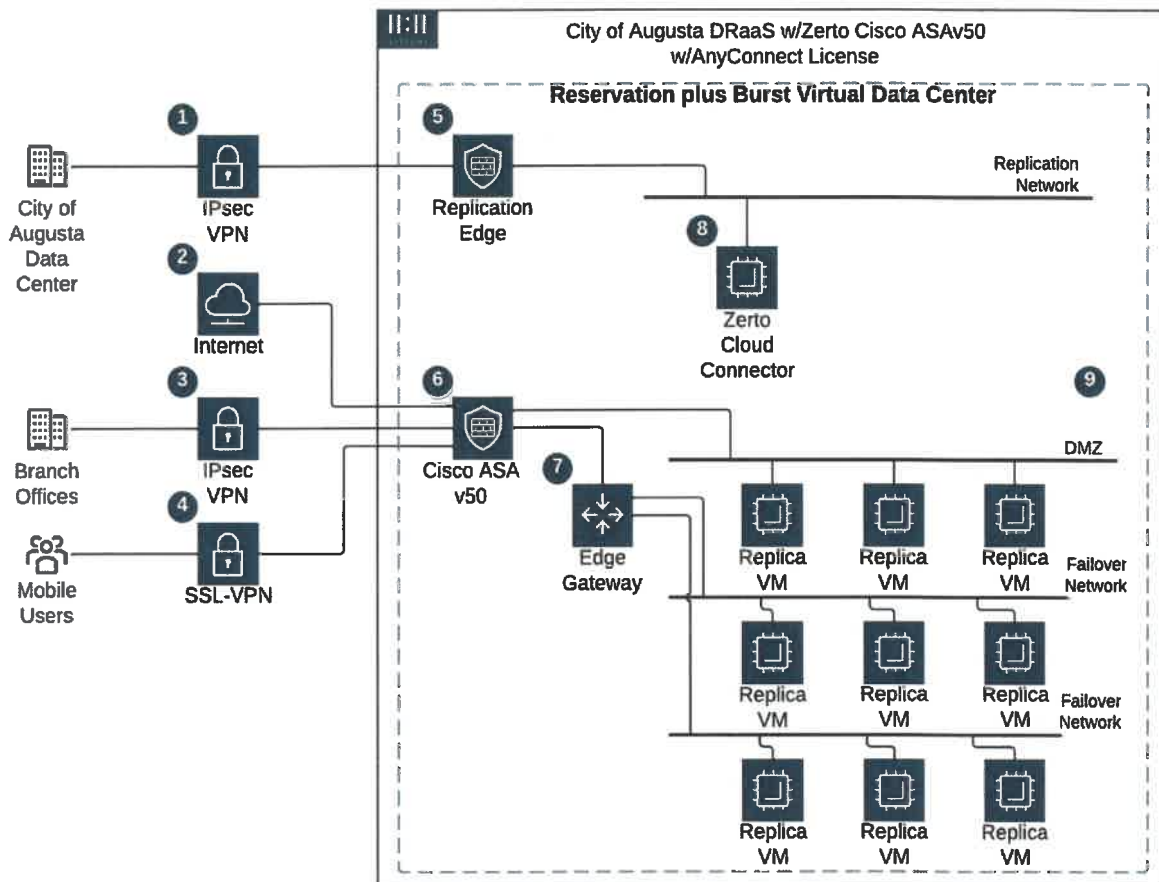 11:11
City of Augusta DRaaS w/Zerto Cisco ASAv50
w/AnyConnect License
Reservation plus Burst Virtual Data Center
1
5
City of
Augusta
Data
Center
IPsec
VPN
Replication
Edge
Replication
Network
2
Internet
8
Zerto
Cloud
Connector
3
6
9
Branch
Offices
IPsec
VPN
Cisco ASA
v50
DMZ
4
7
Mobile
Users
SSL-VPN
Edge
Gateway
Replica
VM
Replica
VM
Replica
VM
Failover
Network
Replica
VM
Replica
VM
Replica
VM
Failover
Network
Replica
VM
Replica
VM
Replica
VM